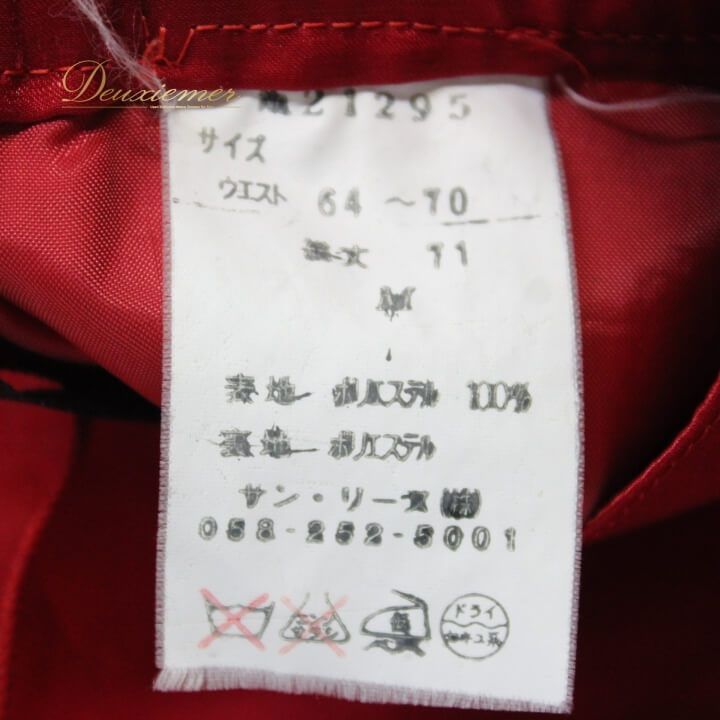 Deuxiemer
21295
サイズ
ウエスト 64～70
総丈 71
M
表地 ポリエステル 100%
裏地 ポリエステル
サン・リース㈱
058-252-5001
ドライ